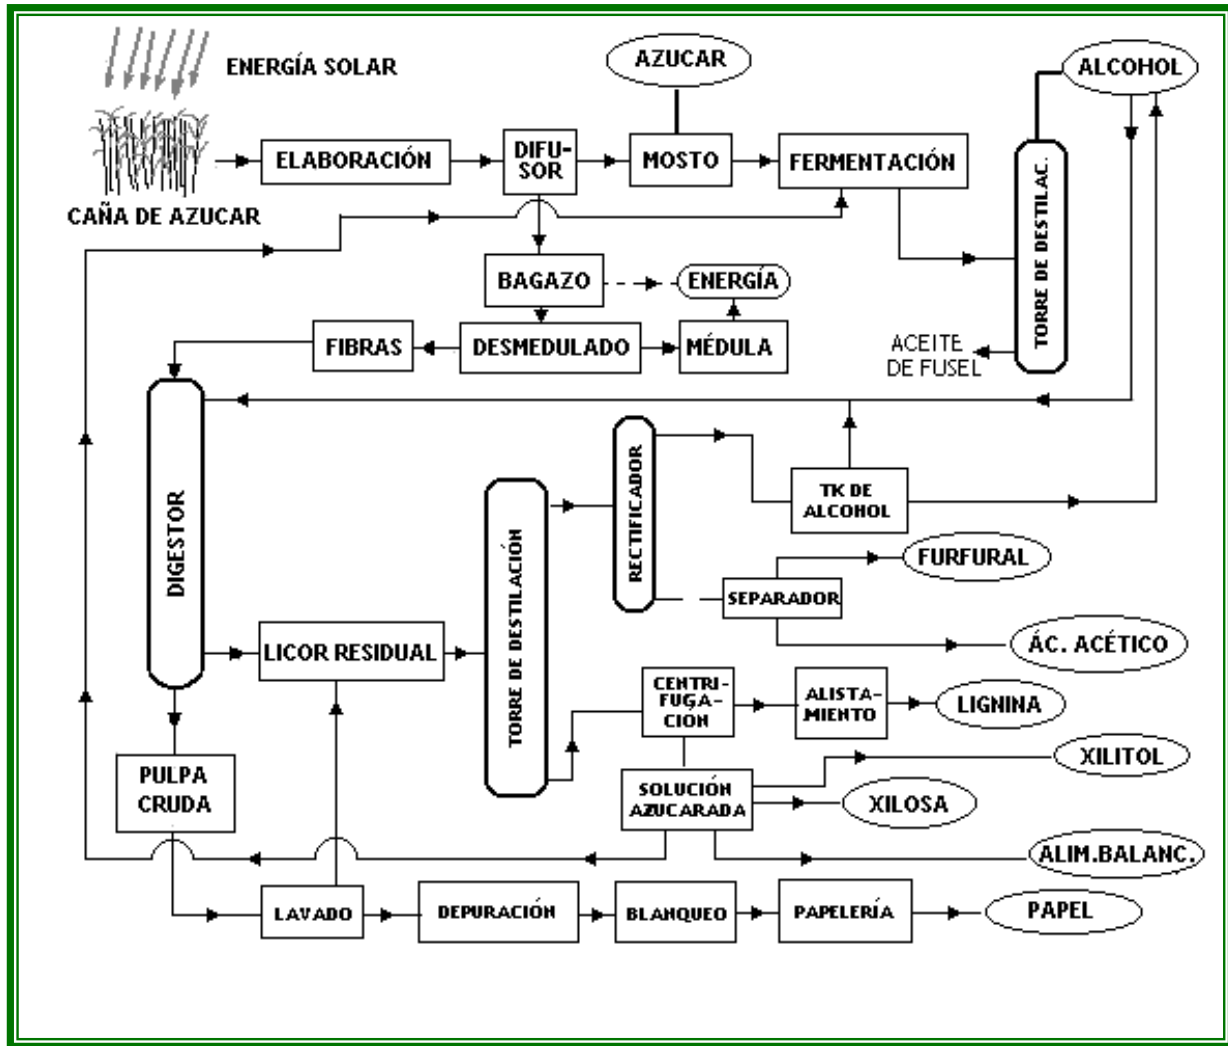 ENERGÍA SOLAR
AZUCAR
ALCOHOL
ELABORACIÓN
DIFU-
SOR
MOSTO
FERMENTACIÓN
TORRE DE DESTILAC.
CAÑA DE AZUCAR
BAGAZO
ENERGÍA
FIBRAS
DESMEDULADO
MÉDULA
ACEITE
DE FUSEL
DIGESTOR
TORRE DE DESTILACIÓN
RECTIFICADOR
TK DE
ALCOHOL
FURFURAL
SEPARADOR
LICOR RESIDUAL
ÁC. ACÉTICO
CENTRI-
FUGA-
CIÓN
ALISTA-
MIENTO
LIGNINA
PULPA
CRUDA
SOLUCIÓN
AZUCARADA
XILITOL
XILOSA
ALIM.BALANC.
LAVADO
DEPURACIÓN
BLANQUEO
PAPELERÍA
PAPEL